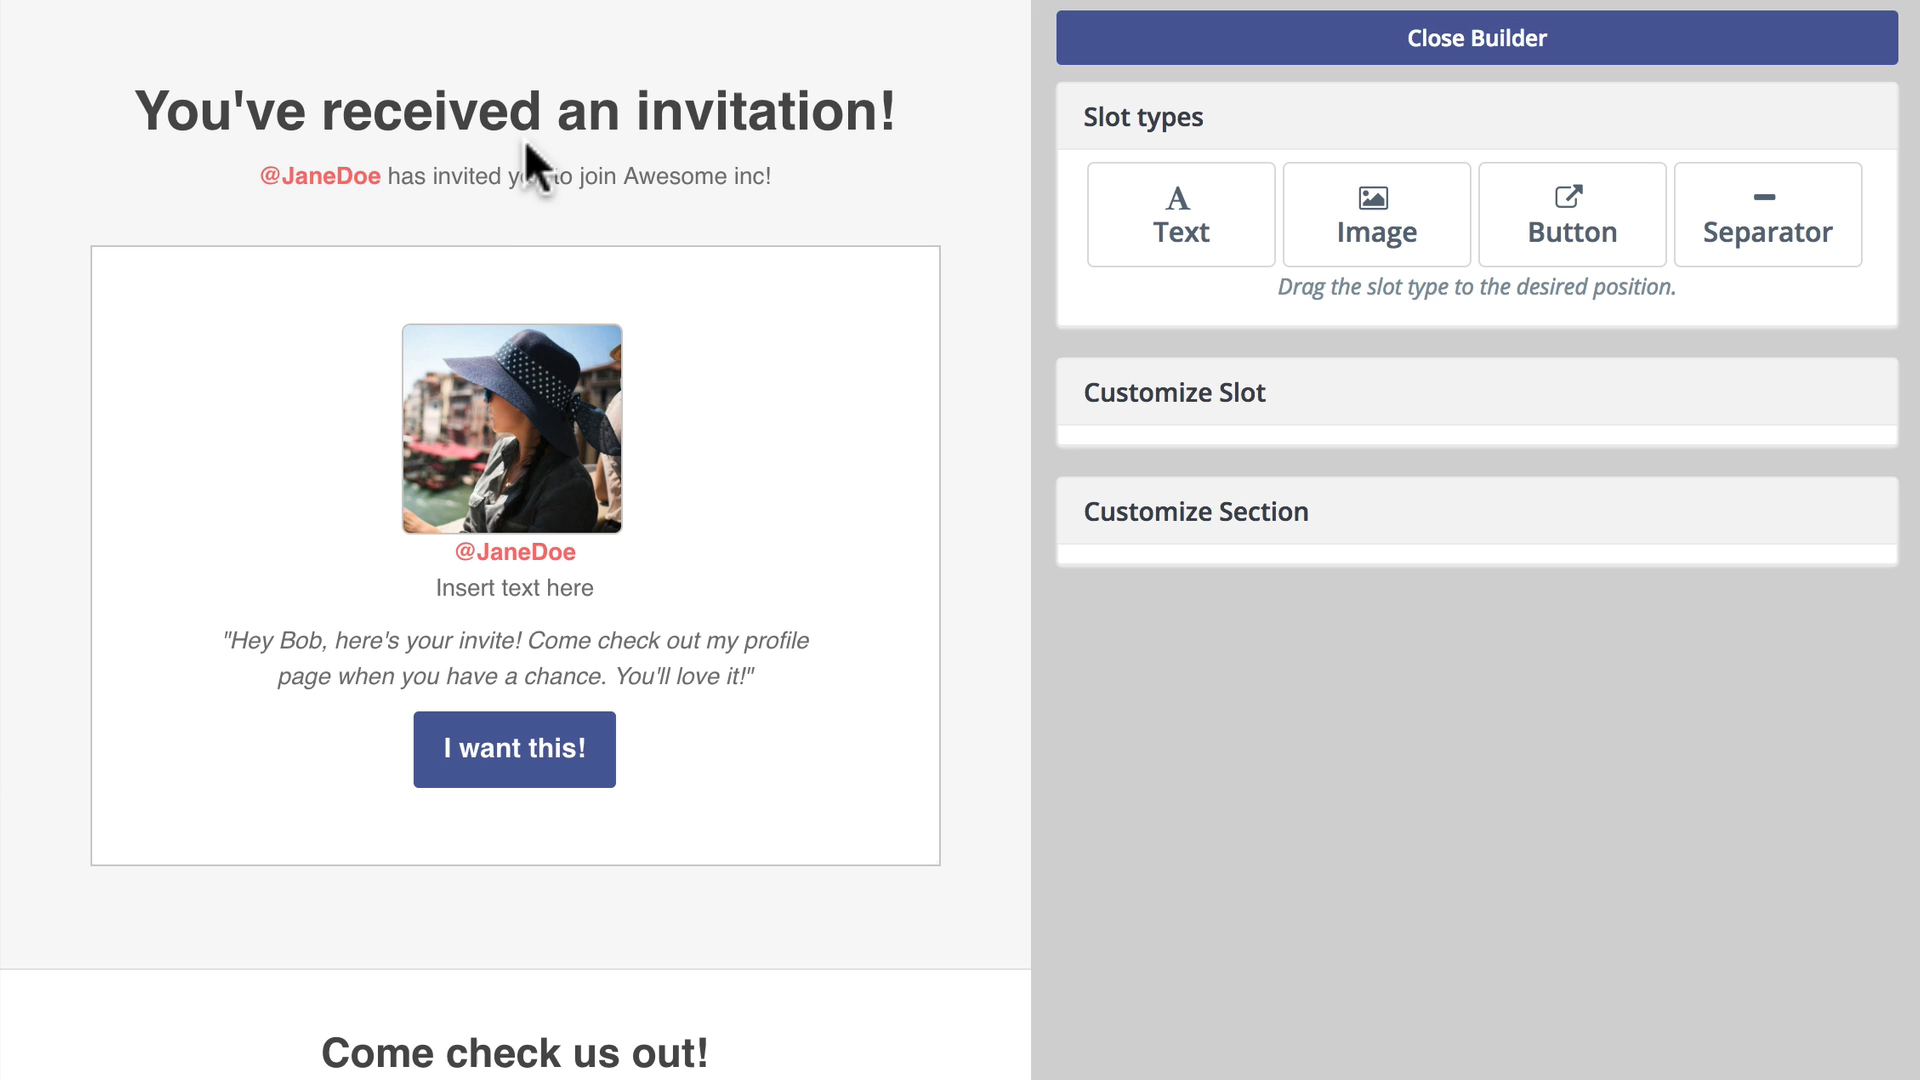 You've received an invitation!
@JaneDoe has invited to join Awesome inc!
@JaneDoe
Insert text here
"Hey Bob, here's your invite! Come check out my profile
page when you have a chance. You'll love it!"
I want this!
Come check us out!
Close Builder
Slot types
A
Text
Image
Button
Separator
Drag the slot type to the desired position.
Customize Slot
Customize Section